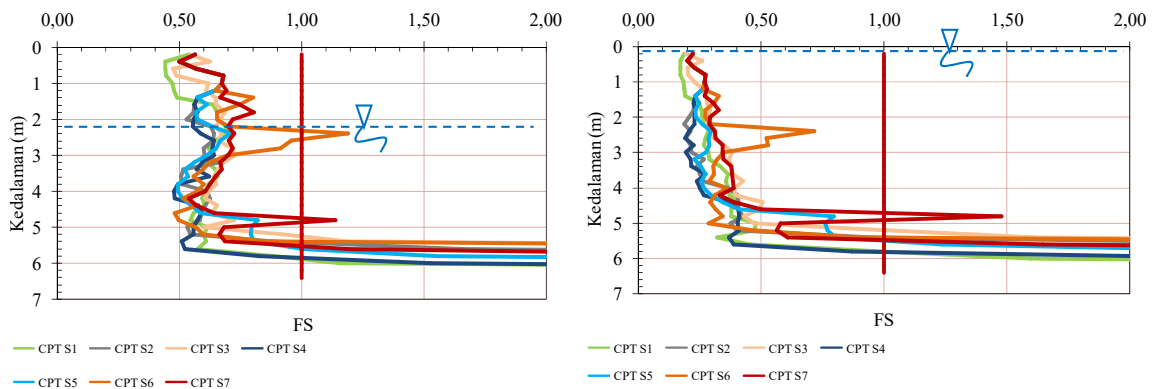 0,00 0,50 1,00 1,50 2,00
0
1
2
3
4
5
6
7
Kedalaman (m)
FS
CPT S1 CPT S2 CPT S3 CPT S4
CPT S5 CPT S6 CPT S7
0,00 0,50 1,00 1,50 2,00
0
1
2
3
4
5
6
7
Kedalaman (m)
FS
CPT S1 CPT S2 CPT S3 CPT S4
CPT S5 CPT S6 CPT S7